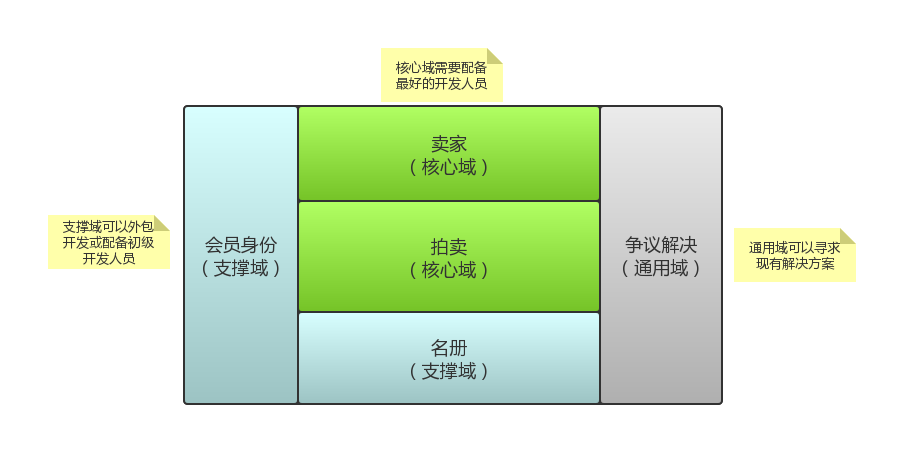 核心域需要配备
最好的开发人员
卖家
（核心域）
支撑域可以外包
开发或配备初级
开发人员
会员身份
（支撑域）
拍卖
（核心域）
争议解决
（通用域）
通用域可以寻求
现有解决方案
名册
（支撑域）